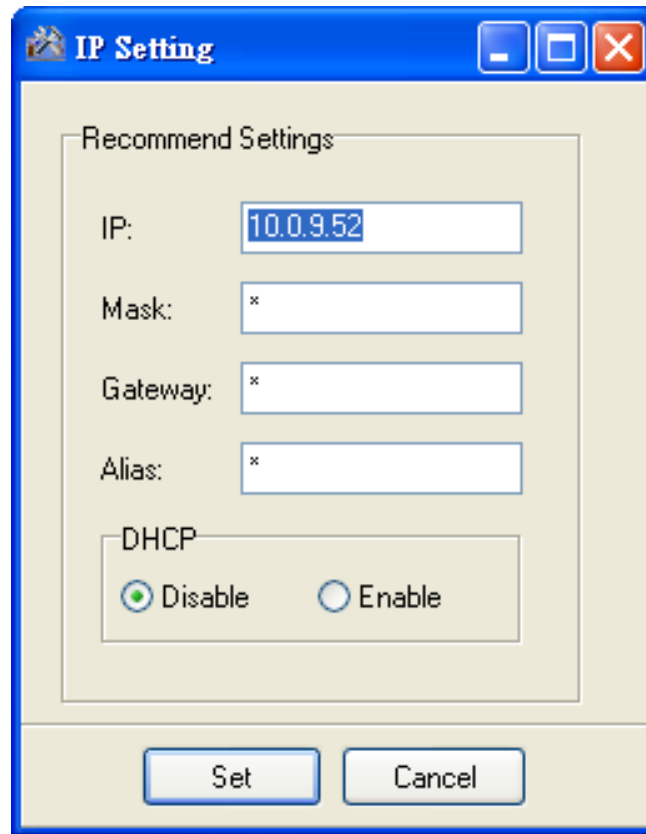 IP Setting
Recommend Settings
IP: 10.0.9.52
Mask: *
Gateway: *
Alias: *
DHCP
Disable Enable
Set Cancel